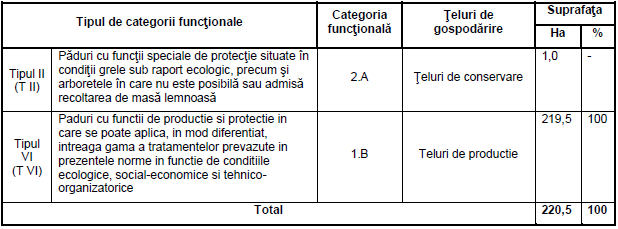 Tipul de categorii funcţionale
Categoria
funcţională
Ţeluri de
gospodărire
Suprafaţa
Ha
%
Tipul II
(T II)
Păduri cu funcţii speciale de protecţie situate în
condiţii grele sub raport ecologic, precum şi
arboretele în care nu este posibilă sau admisă
recoltarea de masă lemnoasă
2.A
Ţeluri de conservare
1,0
-
Tipul
VI
(T VI)
Paduri cu functii de productie si protectie in
care se poate aplica, in mod diferentiat,
intreaga gama a tratamentelor prevazute in
prezentele norme in functie de conditiile
ecologice, social-economice si tehnico-
organizatorice
1.B
Teluri de productie
219,5
100
Total
220,5
100